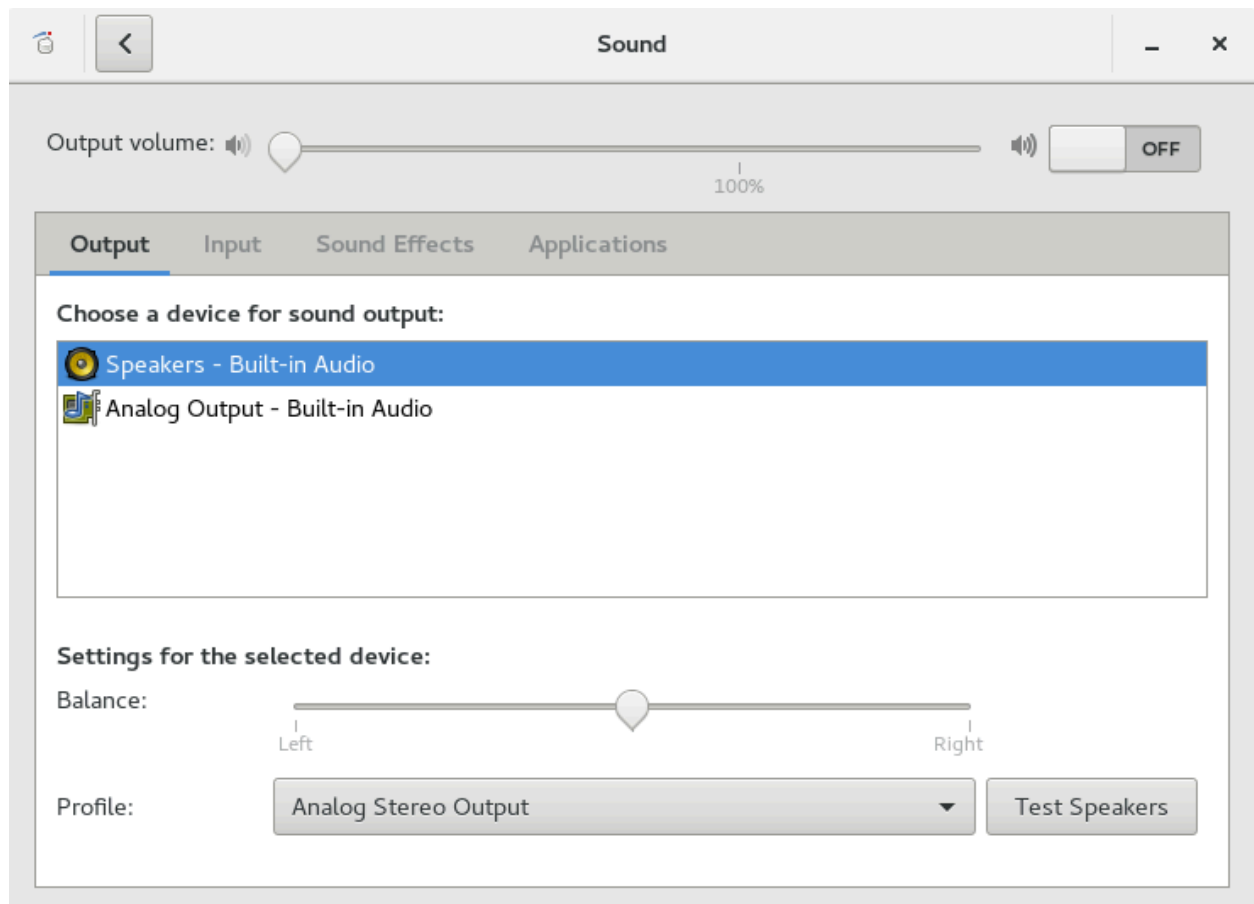 Sound
Output volume:
OFF
100%
Output Input Sound Effects Applications
Choose a device for sound output:
Speakers - Built-in Audio
Analog Output - Built-in Audio
Settings for the selected device:
Balance:
Left Right
Profile: Analog Stereo Output Test Speakers